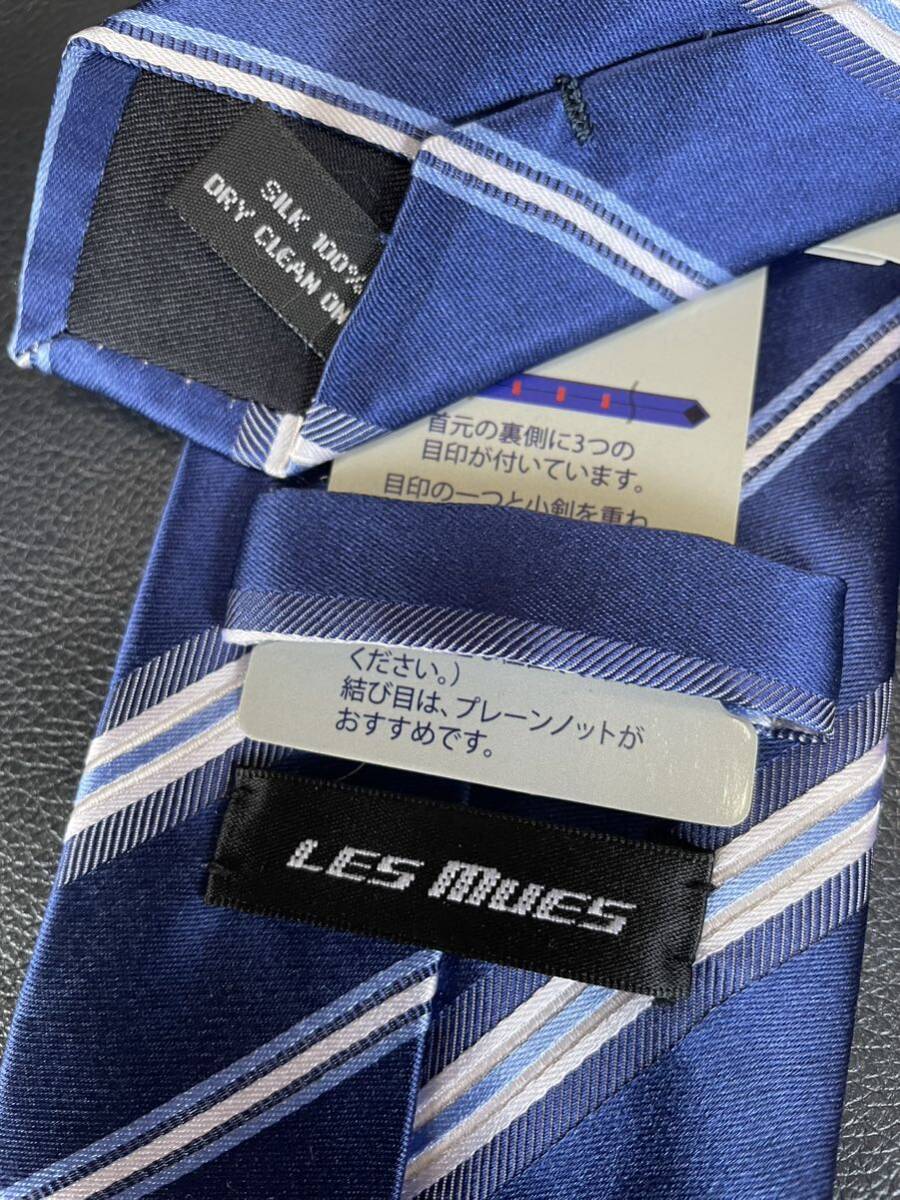 SILK 100%
DRY CLEAN ON
首元の裏側に3つの
目印が付いています。
目印の一つと小剣を重ね
ください。)
結び目は、プレーンノットが
おすすめです。
LES MUES